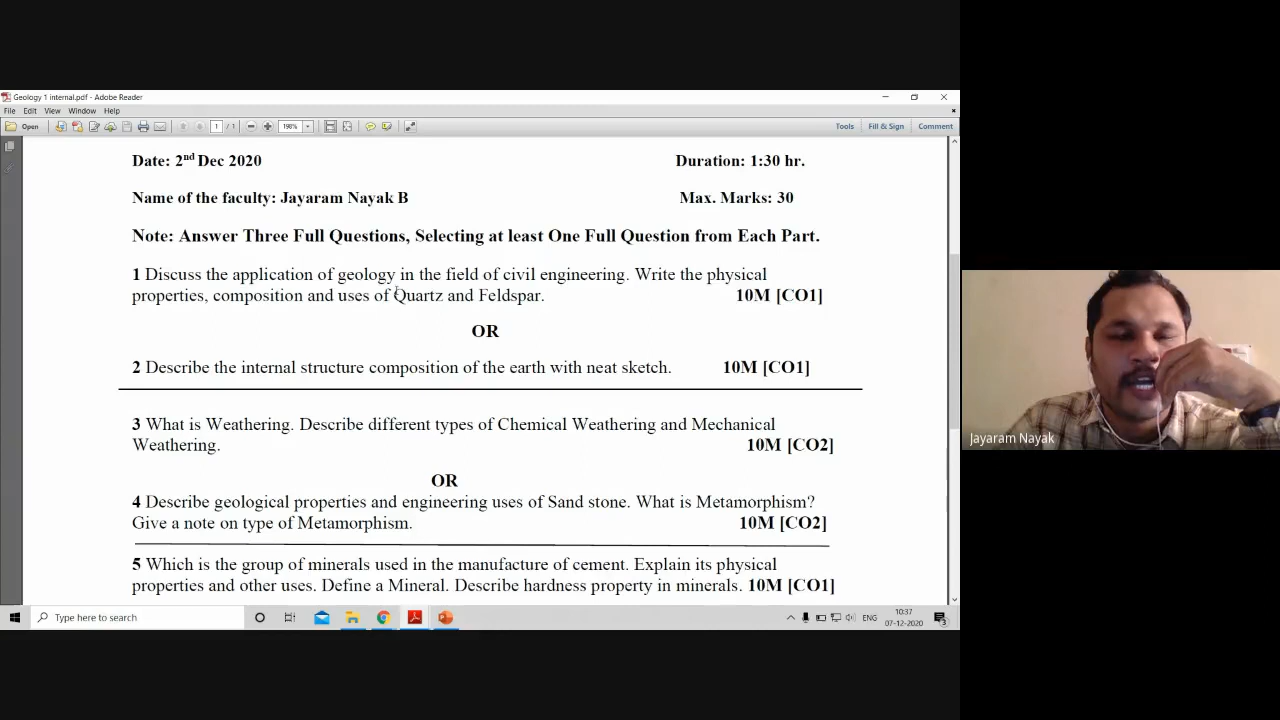 Geology 1 internal.pdf - Adobe Reader
File Edit View Window Help
Open 1 / 1 198% Tools Fill & Sign Comment
Date: 2nd Dec 2020 Duration: 1:30 hr.
Name of the faculty: Jayaram Nayak B Max. Marks: 30
Note: Answer Three Full Questions, Selecting at least One Full Question from Each Part.
1 Discuss the application of geology in the field of civil engineering. Write the physical
properties, composition and uses of Quartz and Feldspar. 10M [CO1]
OR
2 Describe the internal structure composition of the earth with neat sketch. 10M [CO1]
3 What is Weathering. Describe different types of Chemical Weathering and Mechanical
Weathering. 10M [CO2]
OR
4 Describe geological properties and engineering uses of Sand stone. What is Metamorphism?
Give a note on type of Metamorphism. 10M [CO2]
5 Which is the group of minerals used in the manufacture of cement. Explain its physical
properties and other uses. Define a Mineral. Describe hardness property in minerals. 10M [CO1]
Type here to search
ENG
10:37
07-12-2020
3
Jayaram Nayak